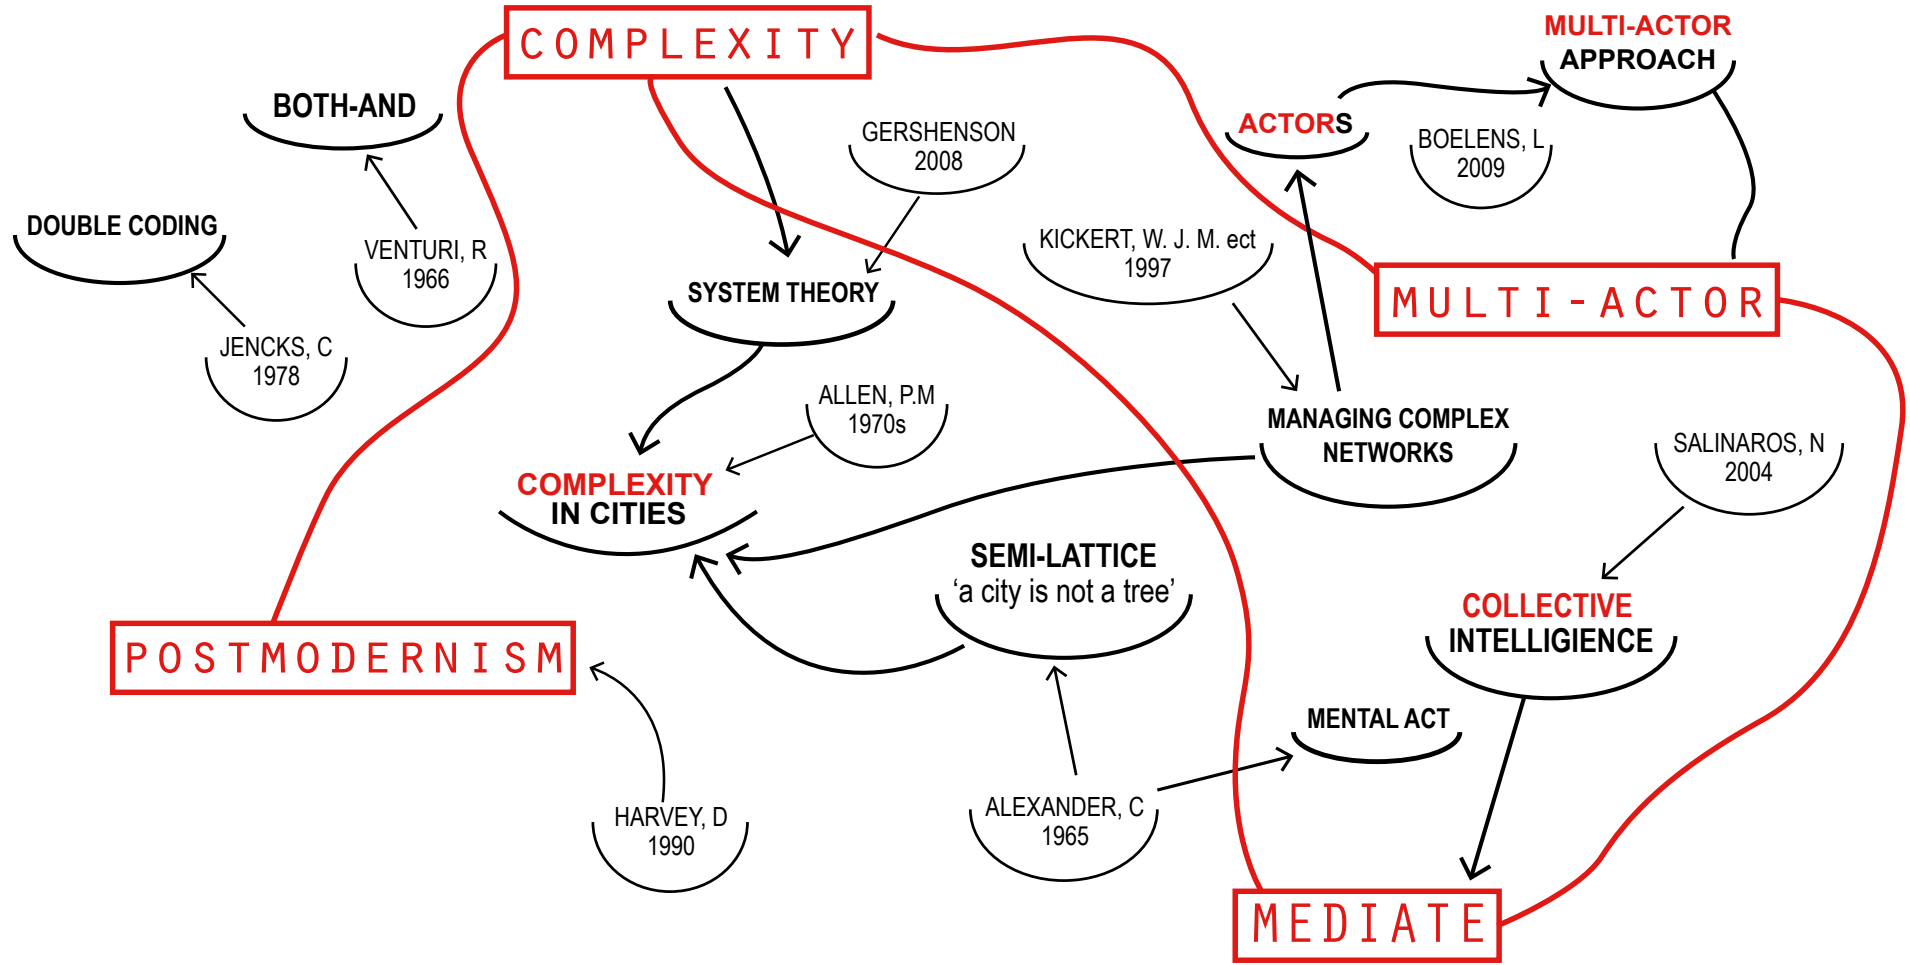 COMPLEXITY
MULTI-ACTOR
APPROACH
BOTH-AND
ACTORS
GERSHENSON
2008
BOELENS, L
2009
DOUBLE CODING
VENTURI, R
1966
KICKERT, W. J. M. ect
1997
SYSTEM THEORY
MULTI-ACTOR
JENCKS, C
1978
ALLEN, P.M
1970s
MANAGING COMPLEX
NETWORKS
SALINAROS, N
2004
COMPLEXITY
IN CITIES
SEMI-LATTICE
'a city is not a tree'
COLLECTIVE
INTELLIGIENCE
POSTMODERNISM
MENTAL ACT
HARVEY, D
1990
ALEXANDER, C
1965
MEDIATE